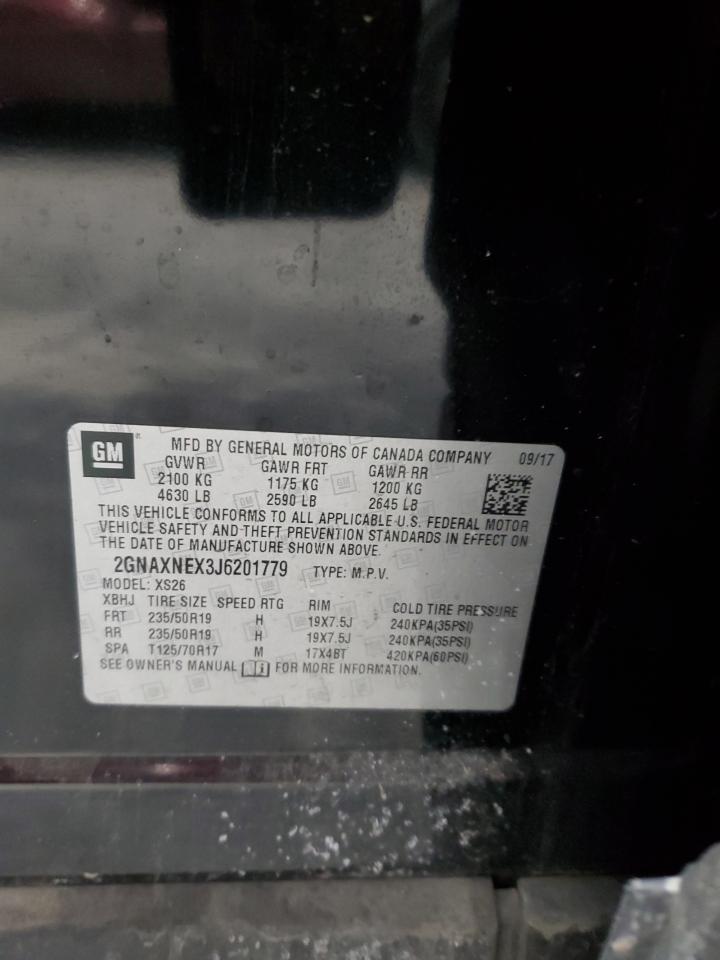 GM ® MFD BY GENERAL MOTORS OF CANADA COMPANY 09/17
GVWR GAWR FRT GAWR RR
2100 KG 1175 KG 1200 KG
4630 LB 2590 LB 2645 LB
THIS VEHICLE CONFORMS TO ALL APPLICABLE U.S. FEDERAL MOTOR
VEHICLE SAFETY AND THEFT PREVENTION STANDARDS IN EFFECT ON
THE DATE OF MANUFACTURE SHOWN ABOVE.
2GNAXNEX3J6201779 TYPE: M.P.V.
MODEL: XS26
XBHJ TIRE SIZE SPEED RTG RIM COLD TIRE PRESSURE
FRT 235/50R19 H 19X7.5J 240KPA(35PSI)
RR 235/50R19 H 19X7.5J 240KPA(35PSI)
SPA T125/70R17 M 17X4BT 420KPA(60PSI)
SEE OWNER'S MANUAL FOR MORE INFORMATION.